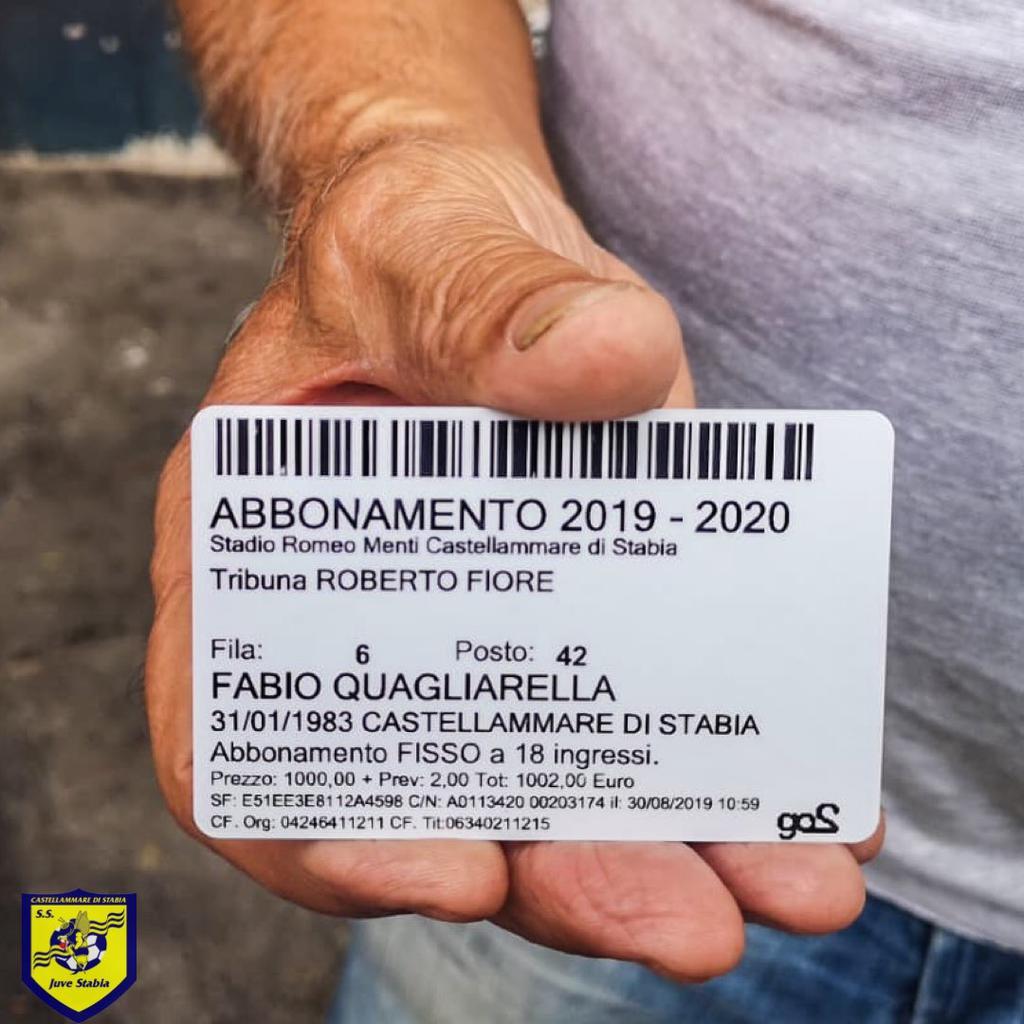 ABBONAMENTO 2019 - 2020
Stadio Romeo Menti Castellammare di Stabia
Tribuna ROBERTO FIORE
Fila: 6 Posto: 42
FABIO QUAGLIARELLA
31/01/1983 CASTELLAMMARE DI STABIA
Abbonamento FISSO a 18 ingressi.
Prezzo: 1000,00 + Prev: 2,00 Tot: 1002,00 Euro
SF: E51EE3E8112A4598 C/N: A0113420 00203174 il: 30/08/2019 10:59
CF. Org: 04246411211 CF. Tit:06340211215
go2
CASTELLAMMARE DI STABIA
S.S.
Juve Stabia